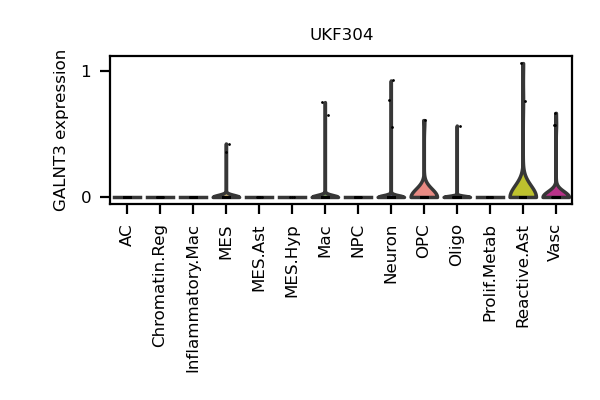 UKF304
GALNT3 expression
1
0
AC
Chromatin.Reg
Inflammatory.Mac
MES
MES.Ast
MES.Hyp
Mac
NPC
Neuron
OPC
Oligo
Prolif.Metab
Reactive.Ast
Vasc